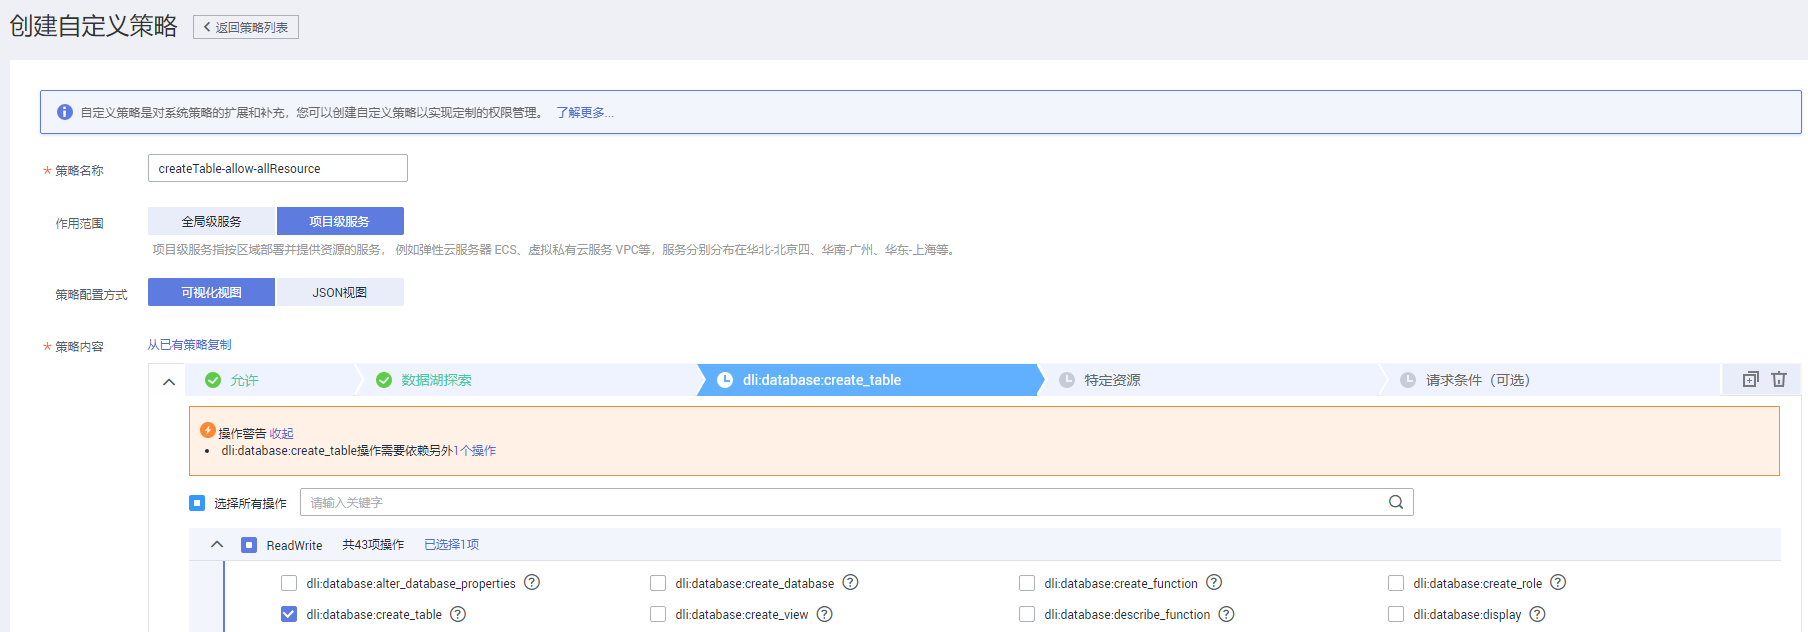 创建自定义策略
返回策略列表
自定义策略是对系统策略的扩展和补充，您可以创建自定义策略以实现定制的权限管理。 了解更多...
* 策略名称 createTable-allow-allResource
作用范围 全局级服务 项目级服务
项目级服务指按区域部署并提供资源的服务， 例如弹性云服务器 ECS、虚拟私有云服务 VPC等，服务分别分布在华北-北京四、华南-广州、华东-上海等。
策略配置方式 可视化视图 JSON视图
* 策略内容 从已有策略复制
允许 数据湖探索 dli:database:create_table 特定资源 请求条件（可选）
操作警告 收起
• dli:database:create_table操作需要依赖另外1个操作
选择所有操作 请输入关键字
ReadWrite 共43项操作 已选择1项
dli:database:alter_database_properties dli:database:create_database dli:database:create_function dli:database:create_role
dli:database:create_table dli:database:create_view dli:database:describe_function dli:database:display